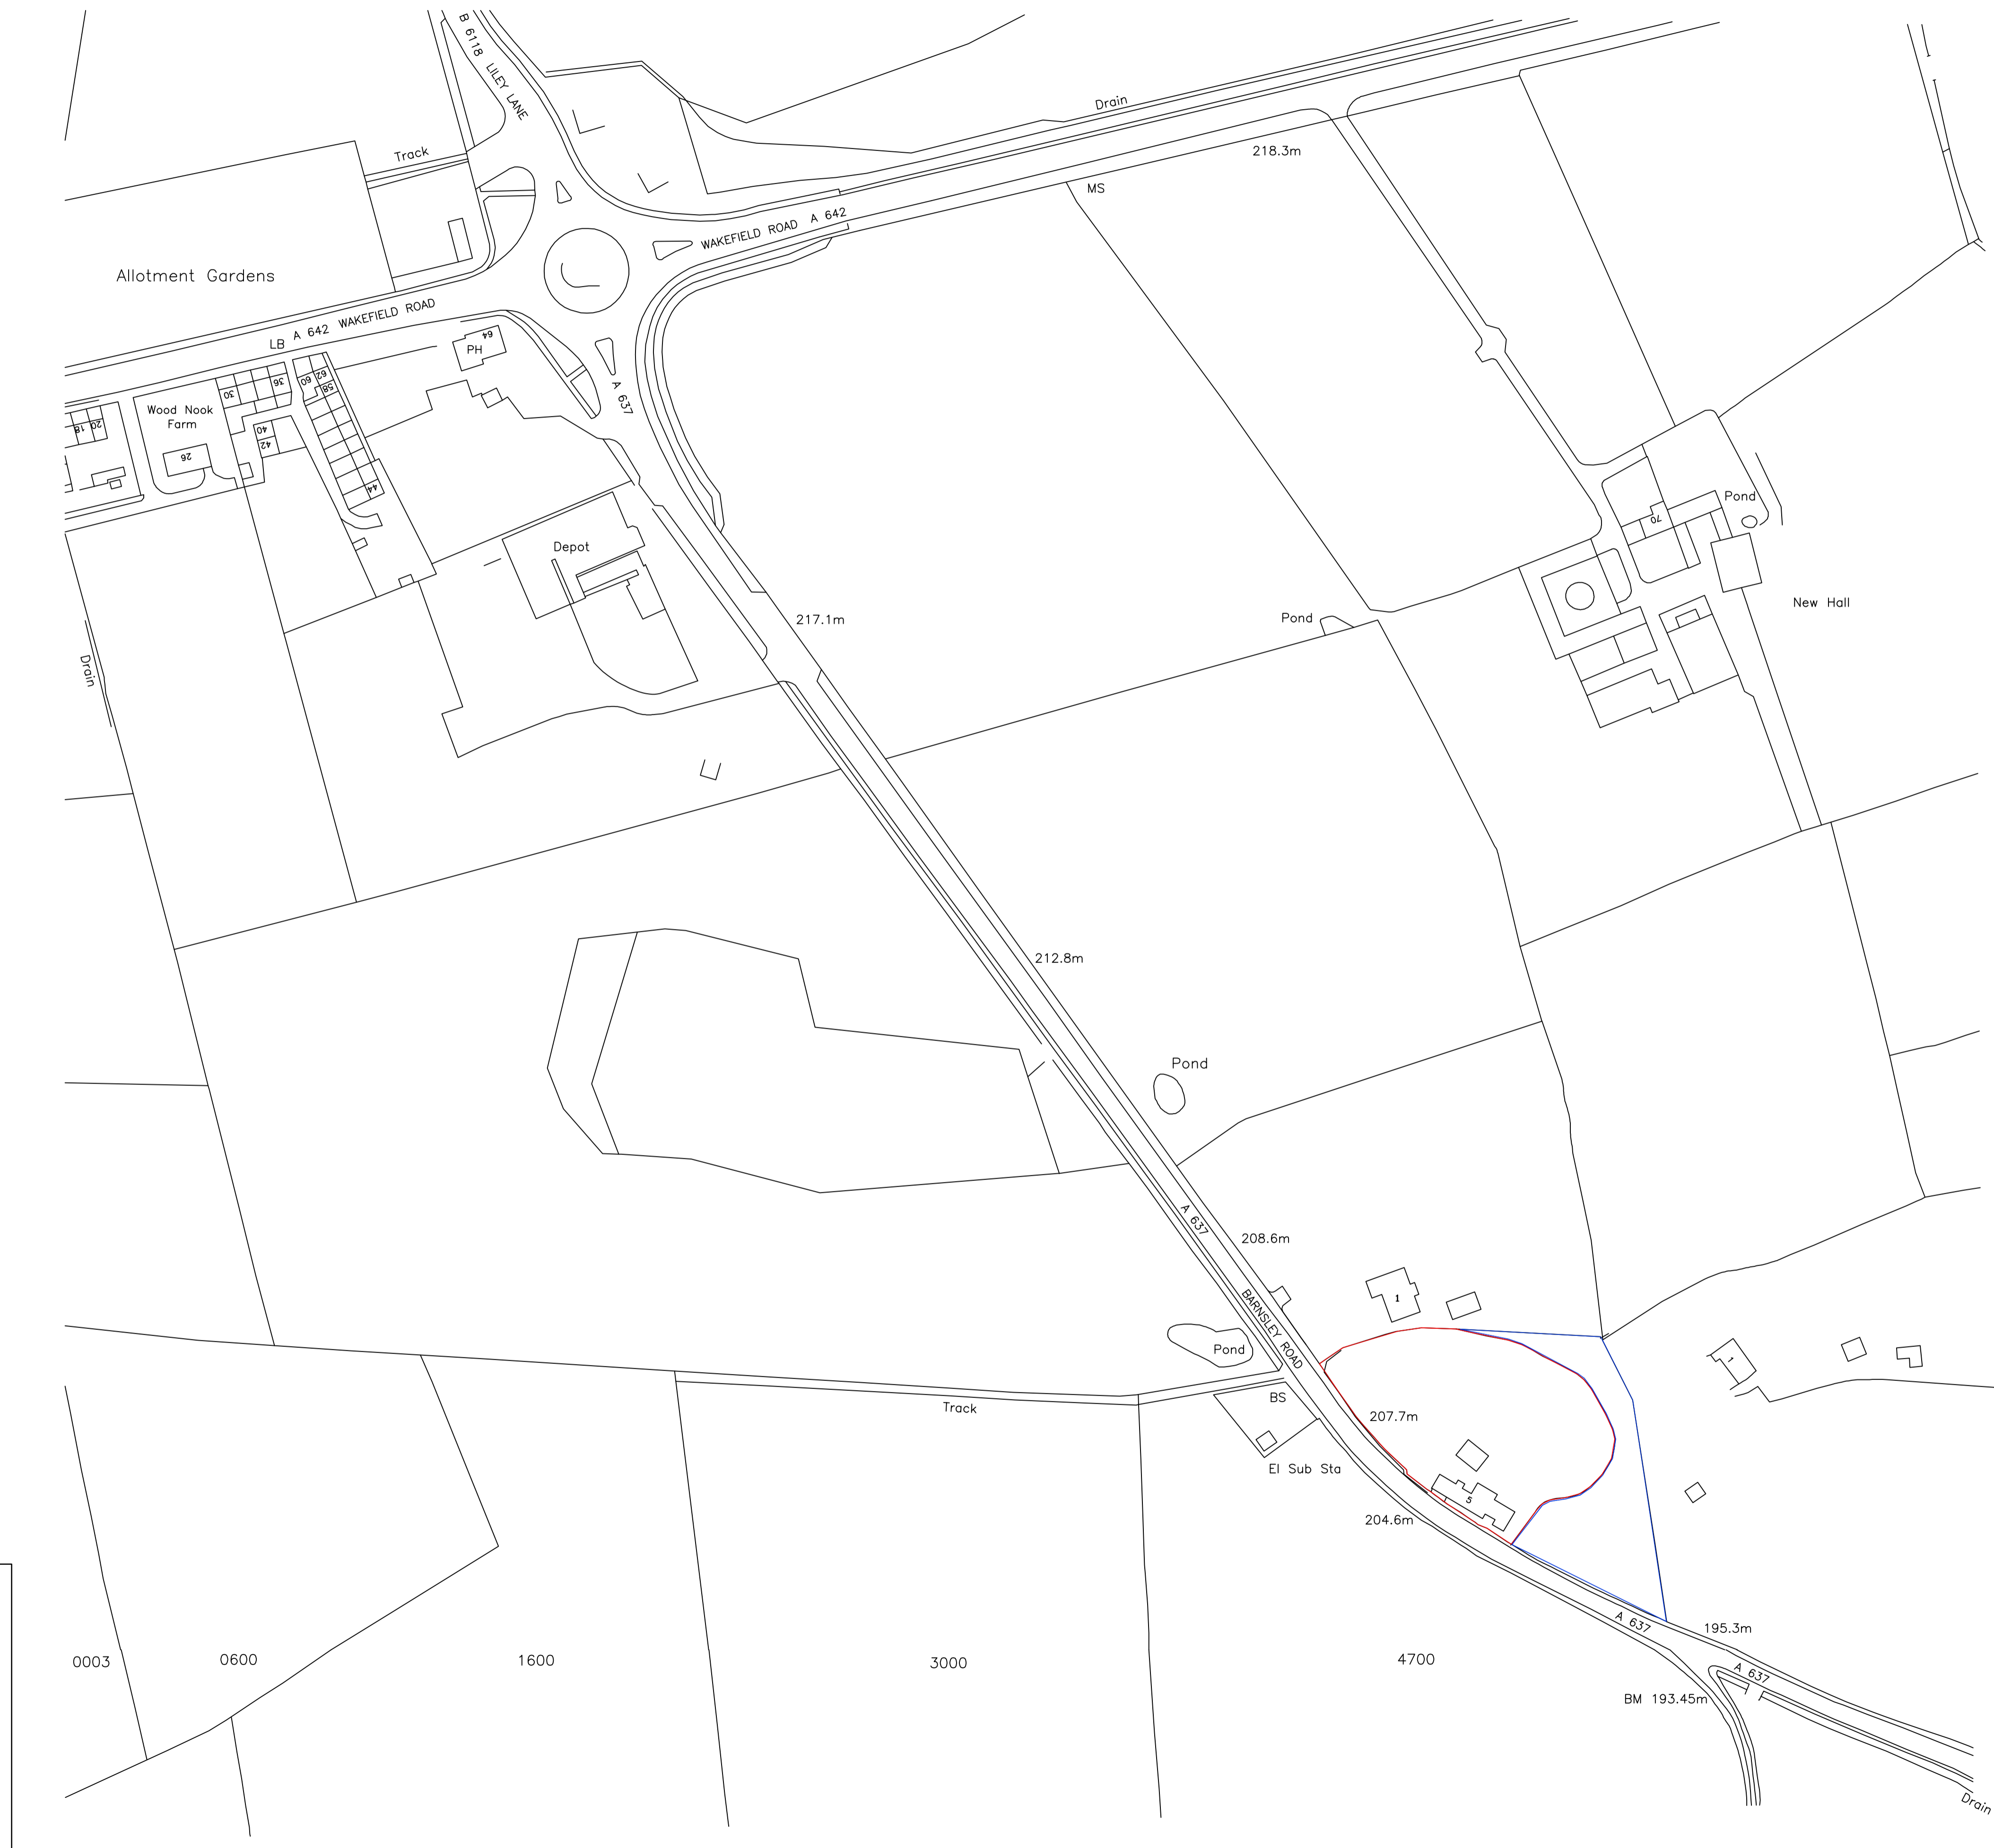 B 6118 LILEY LANE
Drain
Track
218.3m
MS
WAKEFIELD ROAD A 642
Allotment Gardens
A 642 WAKEFIELD ROAD
LB
64
PH
A 637
Wood Nook
Farm
30
36
60
62
58
18
20
40
42
26
44
Pond
70
Depot
New Hall
217.1m
Pond
Drain
212.8m
Pond
A 637
208.6m
1
BARNSLEY ROAD
Pond
1
BS
Track
207.7m
El Sub Sta
5
204.6m
A 637
195.3m
0003
0600
1600
3000
4700
A 637
BM 193.45m
Drain